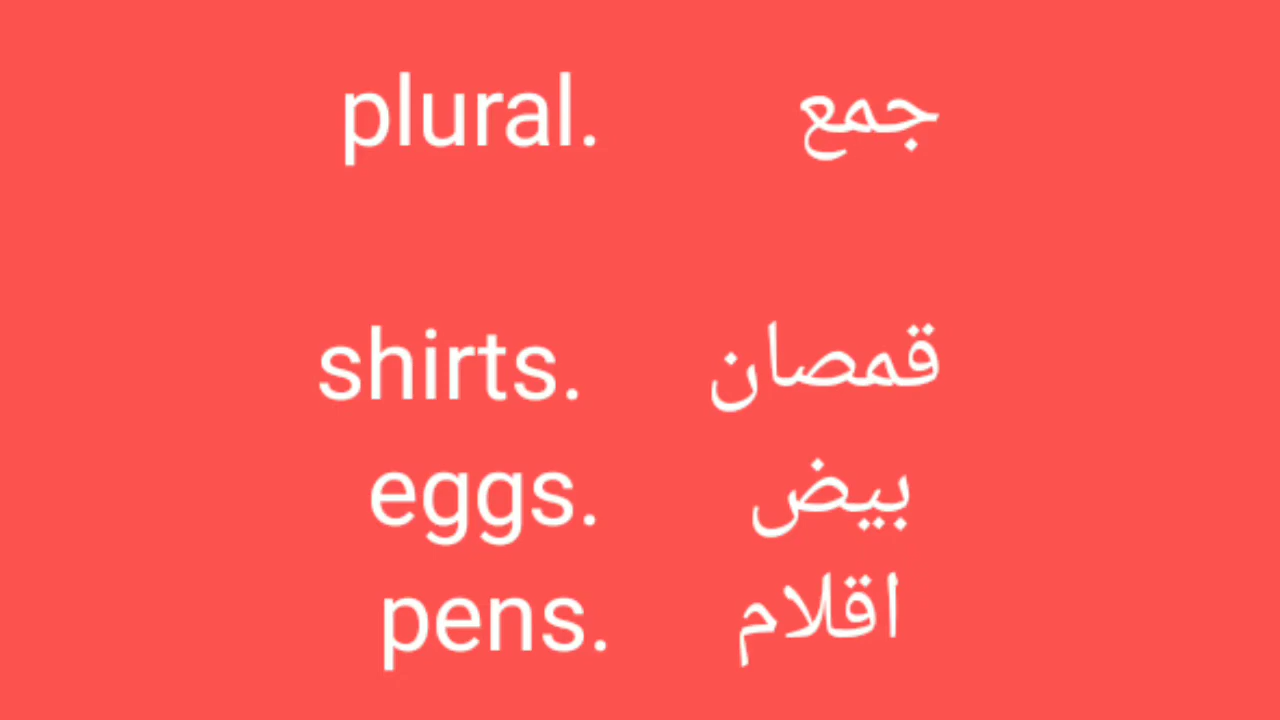 plural. جمع
shirts. قمصان
eggs. بيض
pens. اقلام